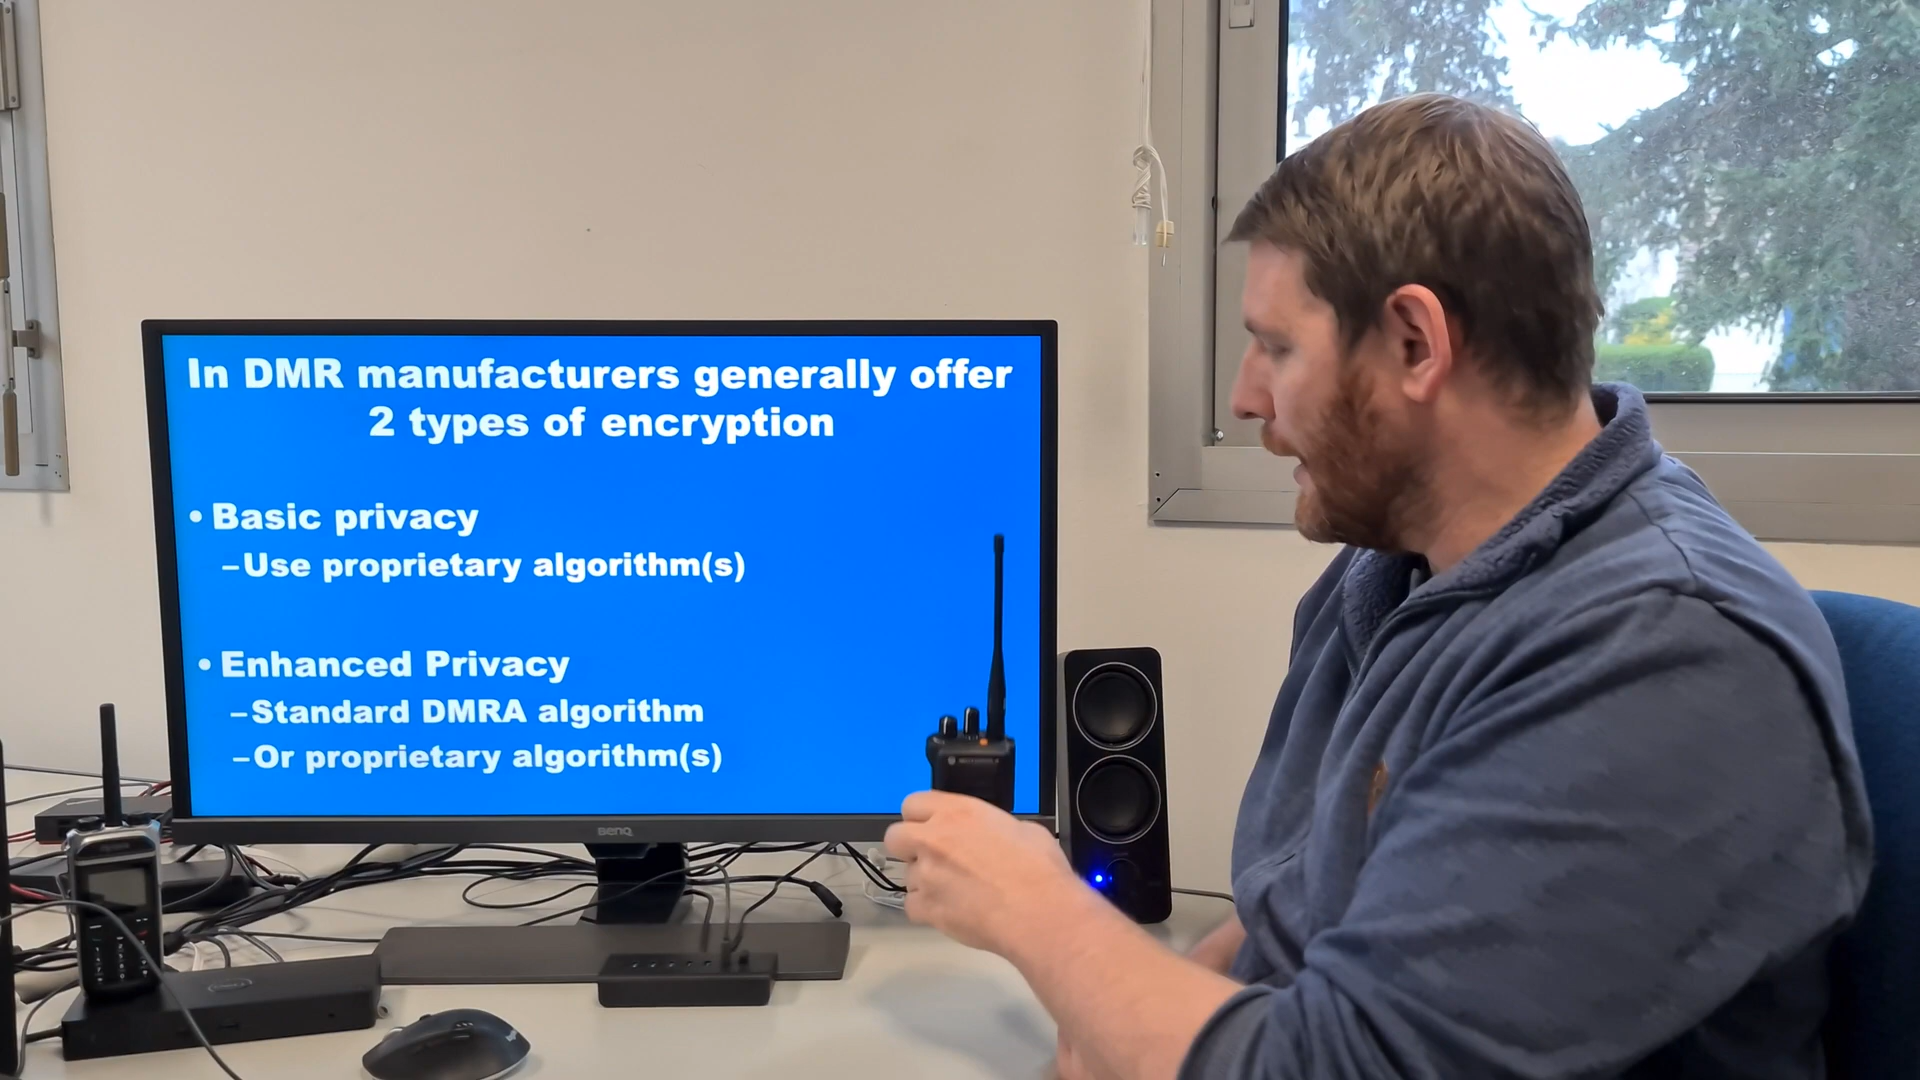 In DMR manufacturers generally offer
2 types of encryption
• Basic privacy
–Use proprietary algorithm(s)
• Enhanced Privacy
–Standard DMRA algorithm
–Or proprietary algorithm(s)
BenQ